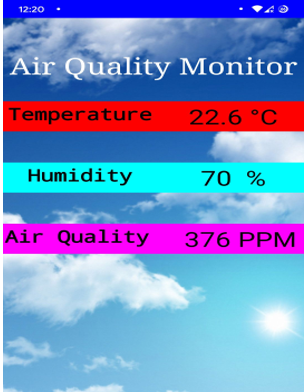 12:20
Air Quality Monitor
Temperature 22.6 °C
Humidity 70 %
Air Quality 376 PPM